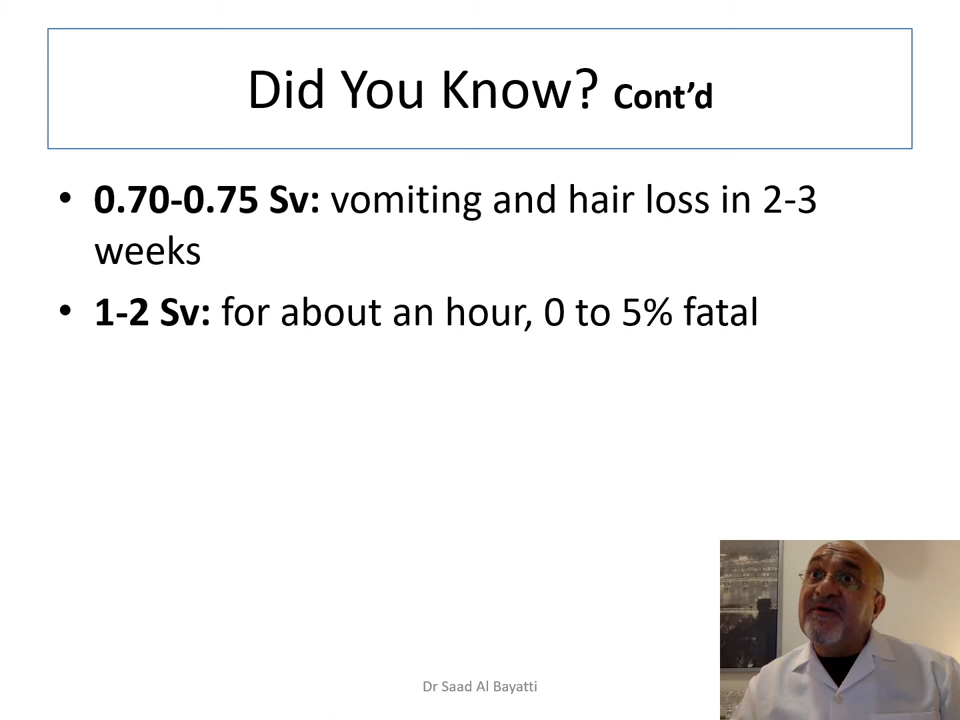 Did You Know? Cont’d
• 0.70-0.75 Sv: vomiting and hair loss in 2-3
weeks
• 1-2 Sv: for about an hour, 0 to 5% fatal
Dr Saad Al Bayatti